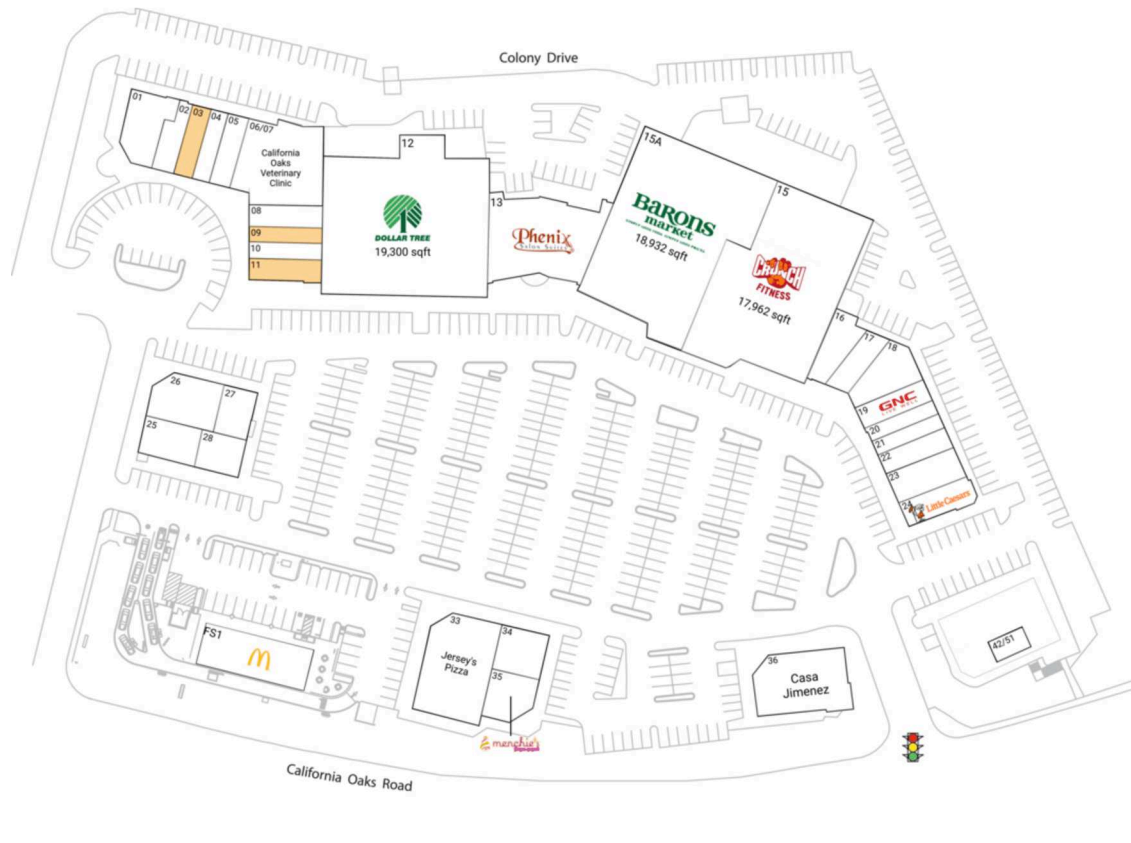 Colony Drive
01
02
03
04
05
06/07
California
Oaks
Veterinary
Clinic
08
09
10
11
12
DOLLAR TREE
19,300 sqft
13
Phenix
Salon Suites
15A
BARONS
market
18,932 sqft
15
CRUNCH
FITNESS
17,962 sqft
16
17
18
19
GNC
LIVE WELL
20
21
22
23
24
Little Caesars
26
27
25
28
FS1
33
34
Jersey's
Pizza
35
menchie's
36
Casa
Jimenez
42/51
California Oaks Road